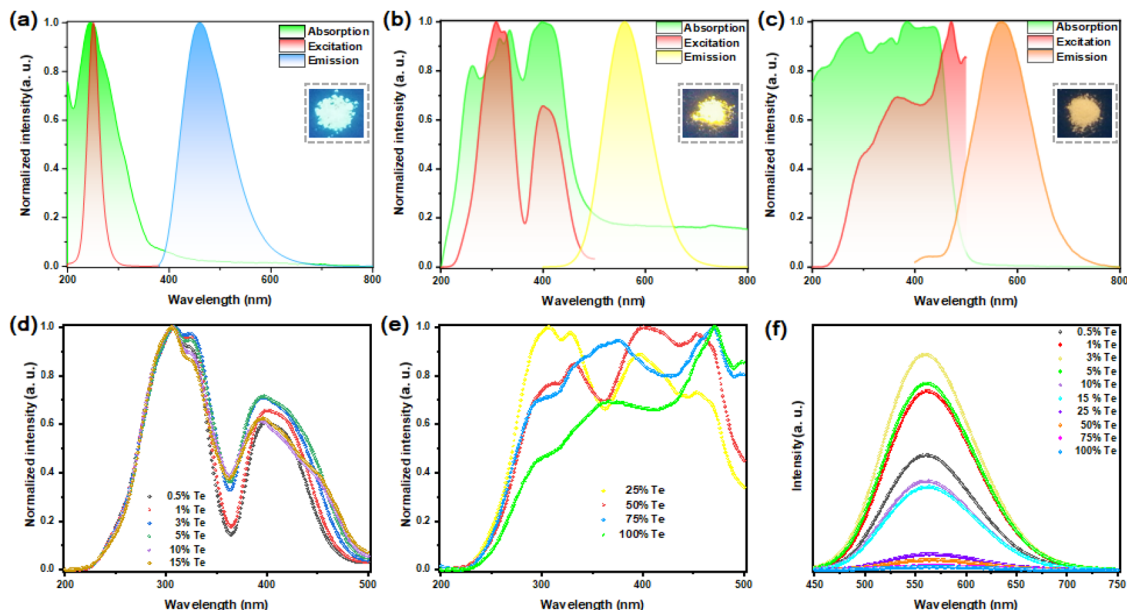 (a)
Normalized intensity(a. u.)
1.0
0.8
0.6
0.4
0.2
0.0
200
400
600
800
Wavelength (nm)
Absorption
Excitation
Emission
(b)
Normalized intensity (a. u.)
1.0
0.8
0.6
0.4
0.2
0.0
200
300
400
500
600
700
800
Wavelength (nm)
Absorption
Excitation
Emission
(c)
Normalized intensity (a. u.)
1.0
0.8
0.6
0.4
0.2
0.0
200
300
400
500
600
700
800
Wavelength (nm)
Absorption
Excitation
Emission
(d)
Normalized intensity (a. u.)
1.0
0.8
0.6
0.4
0.2
0.0
200
300
400
500
Wavelength (nm)
0.5% Te
1% Te
3% Te
5% Te
10% Te
15% Te
(e)
Normalized intensity (a. u.)
1.0
0.8
0.6
0.4
0.2
0.0
200
300
400
500
Wavelength (nm)
25% Te
50% Te
75% Te
100% Te
(f)
Intensity (a. u.)
450
500
550
600
650
700
750
Wavelength (nm)
0.5% Te
1% Te
3% Te
5% Te
10% Te
15 % Te
25 % Te
50% Te
75% Te
100% Te